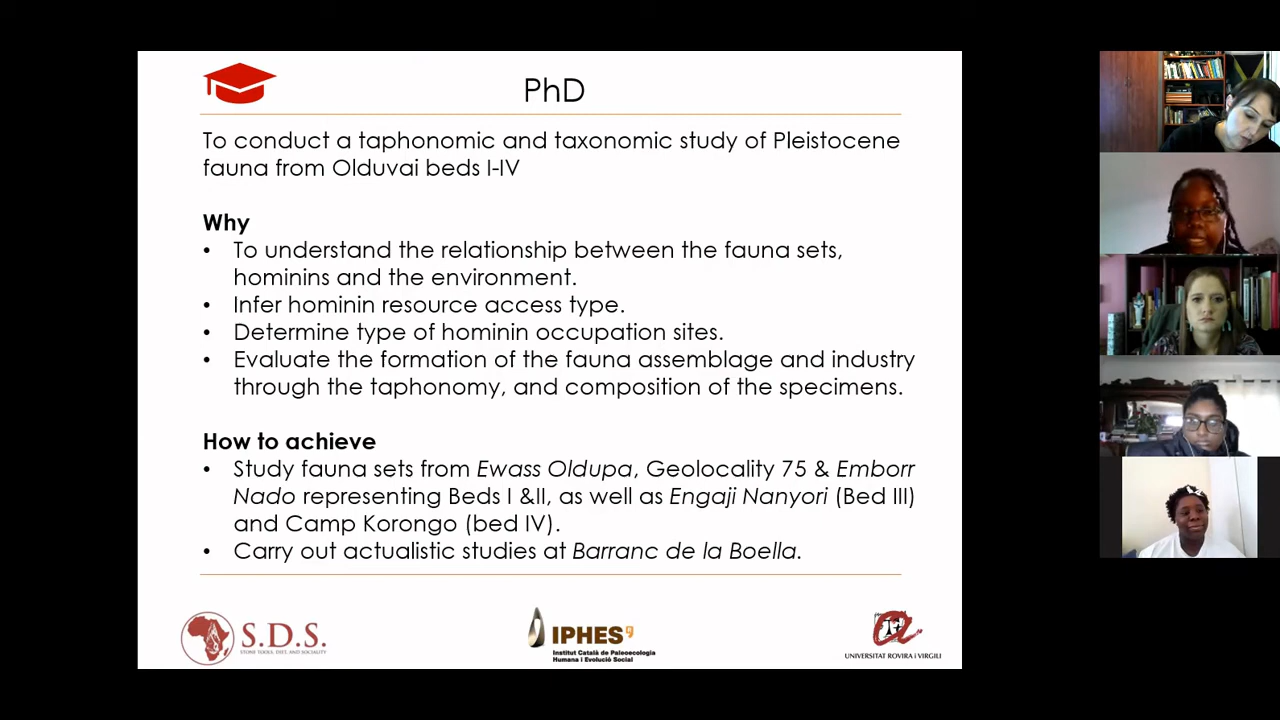 PhD
To conduct a taphonomic and taxonomic study of Pleistocene
fauna from Olduvai beds I-IV
Why
• To understand the relationship between the fauna sets,
hominins and the environment.
• Infer hominin resource access type.
• Determine type of hominin occupation sites.
• Evaluate the formation of the fauna assemblage and industry
through the taphonomy, and composition of the specimens.
How to achieve
• Study fauna sets from Ewass Oldupa, Geolocality 75 & Emborr
Nado representing Beds I &II, as well as Engaji Nanyori (Bed III)
and Camp Korongo (bed IV).
• Carry out actualistic studies at Barranc de la Boella.
S.D.S.
STONE TOOLS, DIET, AND SOCIALITY
IPHES
Institut Català de Paleoecologia
Humana i Evolució Social
UNIVERSITAT ROVIRA i VIRGILI